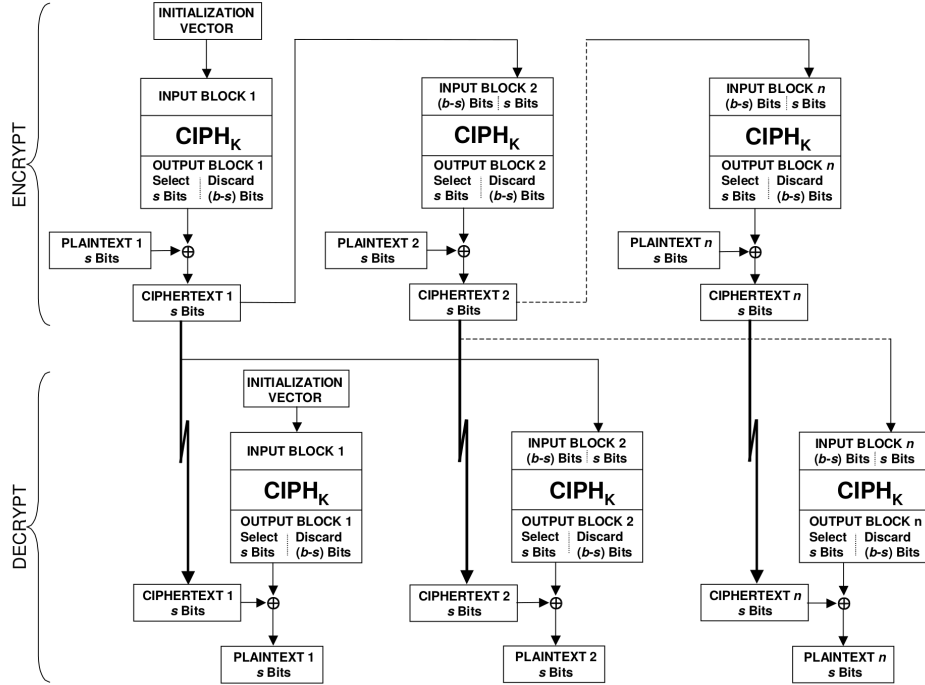 ENCRYPT
INITIALIZATION
VECTOR
INPUT BLOCK 1
CIPHK
OUTPUT BLOCK 1
Select Discard
s Bits (b-s) Bits
PLAINTEXT 1
s Bits
CIPHERTEXT 1
s Bits
INPUT BLOCK 2
(b-s) Bits s Bits
CIPHK
OUTPUT BLOCK 2
Select Discard
s Bits (b-s) Bits
PLAINTEXT 2
s Bits
CIPHERTEXT 2
s Bits
INPUT BLOCK n
(b-s) Bits s Bits
CIPHK
OUTPUT BLOCK n
Select Discard
s Bits (b-s) Bits
PLAINTEXT n
s Bits
CIPHERTEXT n
s Bits
DECRYPT
INITIALIZATION
VECTOR
INPUT BLOCK 1
CIPHK
OUTPUT BLOCK 1
Select Discard
s Bits (b-s) Bits
CIPHERTEXT 1
s Bits
PLAINTEXT 1
s Bits
INPUT BLOCK 2
(b-s) Bits s Bits
CIPHK
OUTPUT BLOCK 2
Select Discard
s Bits (b-s) Bits
CIPHERTEXT 2
s Bits
PLAINTEXT 2
s Bits
INPUT BLOCK n
(b-s) Bits s Bits
CIPHK
OUTPUT BLOCK n
Select Discard
s Bits (b-s) Bits
CIPHERTEXT n
s Bits
PLAINTEXT n
s Bits